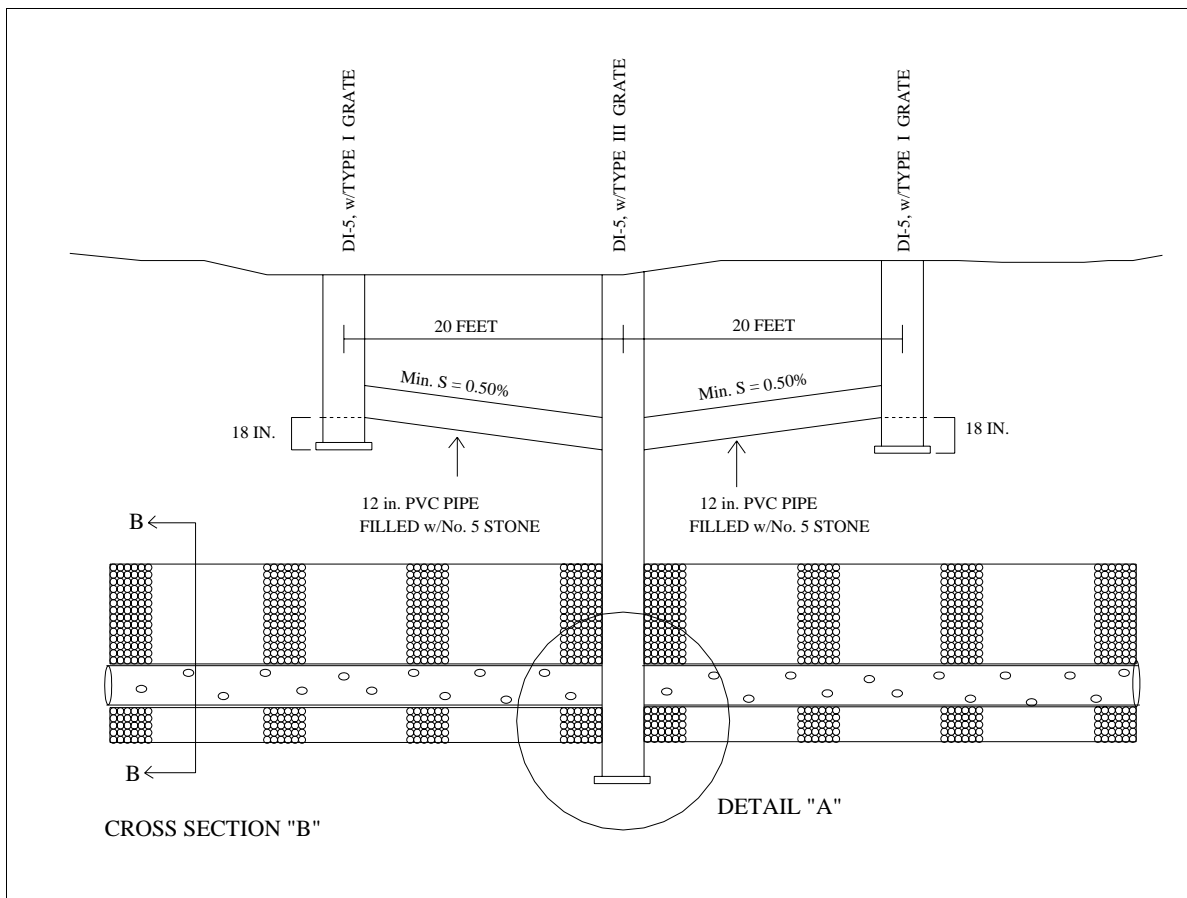 DI-5, w/TYPE I GRATE
DI-5, w/TYPE III GRATE
DI-5, w/TYPE I GRATE
20 FEET
20 FEET
Min. S = 0.50%
Min. S = 0.50%
18 IN.
18 IN.
12 in. PVC PIPE
FILLED w/No. 5 STONE
12 in. PVC PIPE
FILLED w/No. 5 STONE
B
B
DETAIL "A"
CROSS SECTION "B"